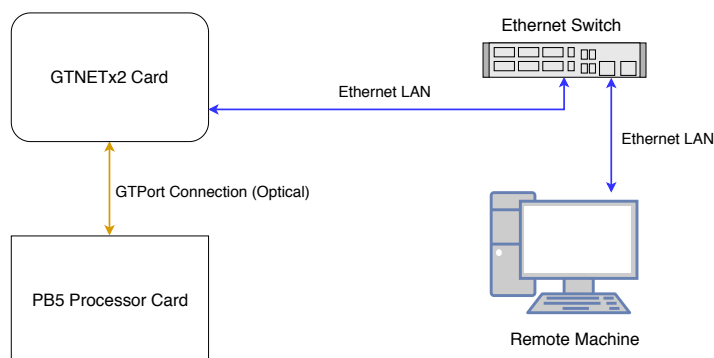 Ethernet Switch
GTNETx2 Card
Ethernet LAN
Ethernet LAN
GTPort Connection (Optical)
PB5 Processor Card
Remote Machine